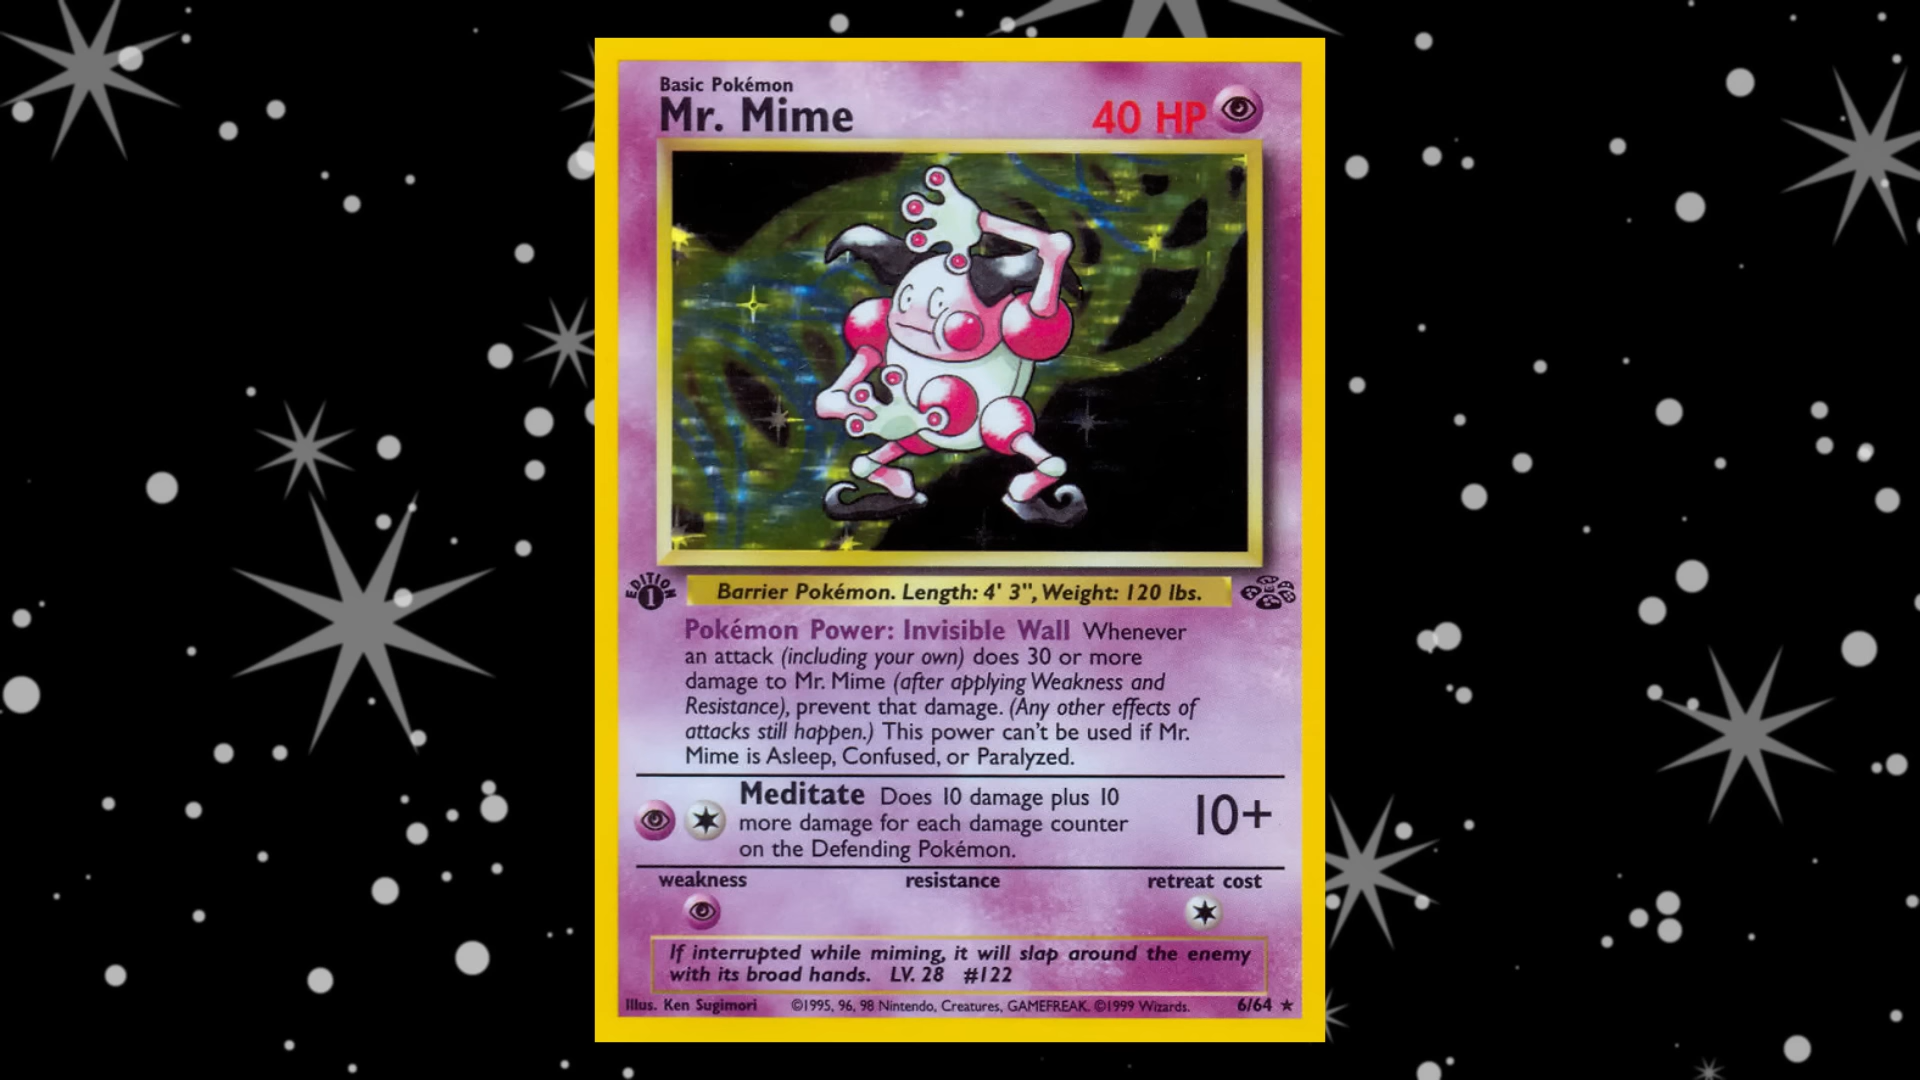 Basic Pokémon
Mr. Mime
40 HP
EDITION 1
Barrier Pokémon. Length: 4' 3", Weight: 120 lbs.
Pokémon Power: Invisible Wall Whenever
an attack (including your own) does 30 or more
damage to Mr. Mime (after applying Weakness and
Resistance), prevent that damage. (Any other effects of
attacks still happen.) This power can't be used if Mr.
Mime is Asleep, Confused, or Paralyzed.
Meditate Does 10 damage plus 10
more damage for each damage counter
on the Defending Pokémon.
10+
weakness resistance retreat cost
If interrupted while miming, it will slap around the enemy
with its broad hands. LV. 28 #122
Illus. Ken Sugimori ©1995, 96, 98 Nintendo, Creatures, GAMEFREAK. ©1999 Wizards. 6/64 ★